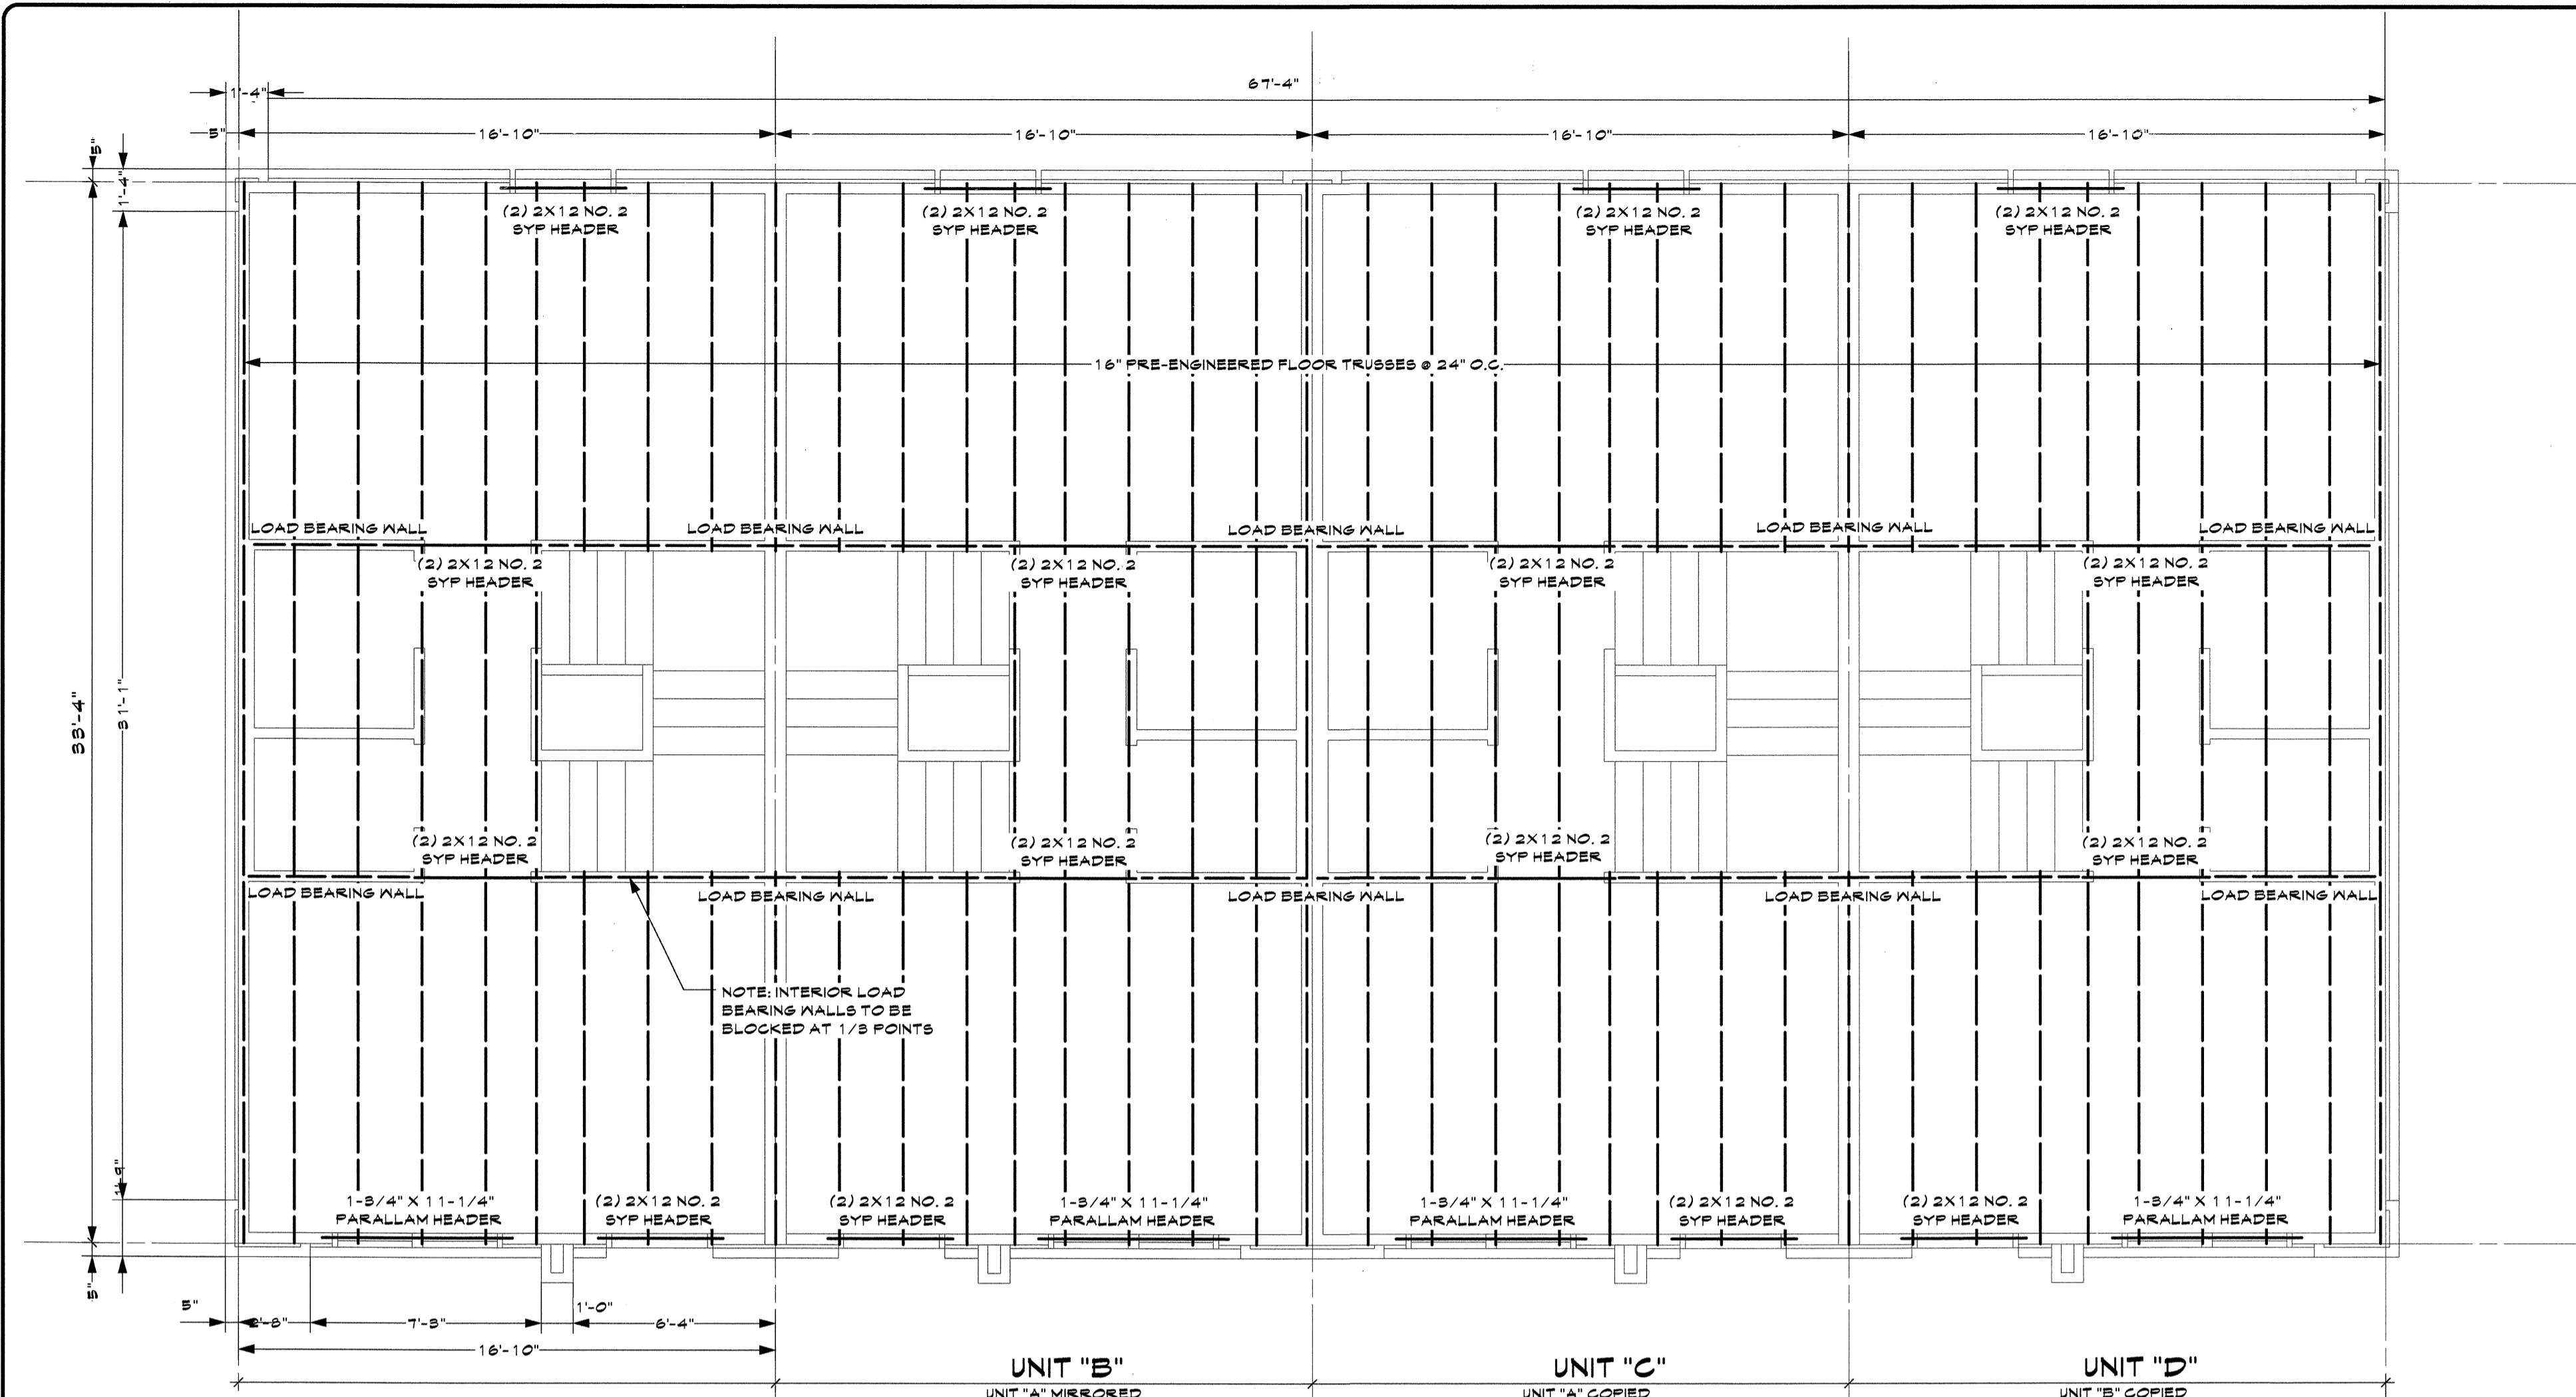 67'-4"
1'-4"
5"
16'-10"
16'-10"
16'-10"
16'-10"
5"
1'-4"
(2) 2X12 NO. 2
SYP HEADER
(2) 2X12 NO. 2
SYP HEADER
(2) 2X12 NO. 2
SYP HEADER
(2) 2X12 NO. 2
SYP HEADER
16" PRE-ENGINEERED FLOOR TRUSSES @ 24" O.C.
LOAD BEARING WALL
LOAD BEARING WALL
LOAD BEARING WALL
LOAD BEARING WALL
LOAD BEARING WALL
(2) 2X12 NO. 2
SYP HEADER
(2) 2X12 NO. 2
SYP HEADER
(2) 2X12 NO. 2
SYP HEADER
(2) 2X12 NO. 2
SYP HEADER
33'-4"
31'-1"
(2) 2X12 NO. 2
SYP HEADER
(2) 2X12 NO. 2
SYP HEADER
(2) 2X12 NO. 2
SYP HEADER
(2) 2X12 NO. 2
SYP HEADER
LOAD BEARING WALL
LOAD BEARING WALL
LOAD BEARING WALL
LOAD BEARING WALL
LOAD BEARING WALL
NOTE: INTERIOR LOAD
BEARING WALLS TO BE
BLOCKED AT 1/3 POINTS
1'-9"
1-3/4" X 11-1/4"
PARALLAM HEADER
(2) 2X12 NO. 2
SYP HEADER
(2) 2X12 NO. 2
SYP HEADER
1-3/4" X 11-1/4"
PARALLAM HEADER
1-3/4" X 11-1/4"
PARALLAM HEADER
(2) 2X12 NO. 2
SYP HEADER
(2) 2X12 NO. 2
SYP HEADER
1-3/4" X 11-1/4"
PARALLAM HEADER
5"
5"
2'-8"
7'-3"
1'-0"
6'-4"
16'-10"
UNIT "B"
UNIT "A" MIRRORED
UNIT "C"
UNIT "A" COPIED
UNIT "D"
UNIT "B" COPIED